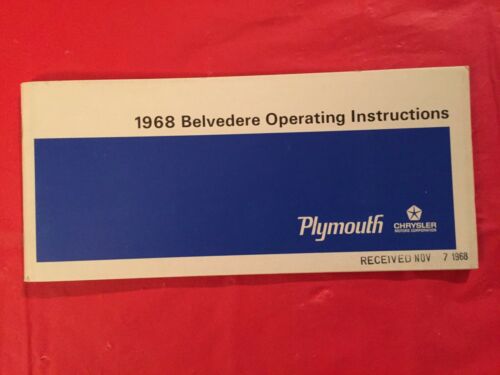 1968 Belvedere Operating Instructions
Plymouth
CHRYSLER
MOTORS CORPORATION
RECEIVED NOV 7 1968